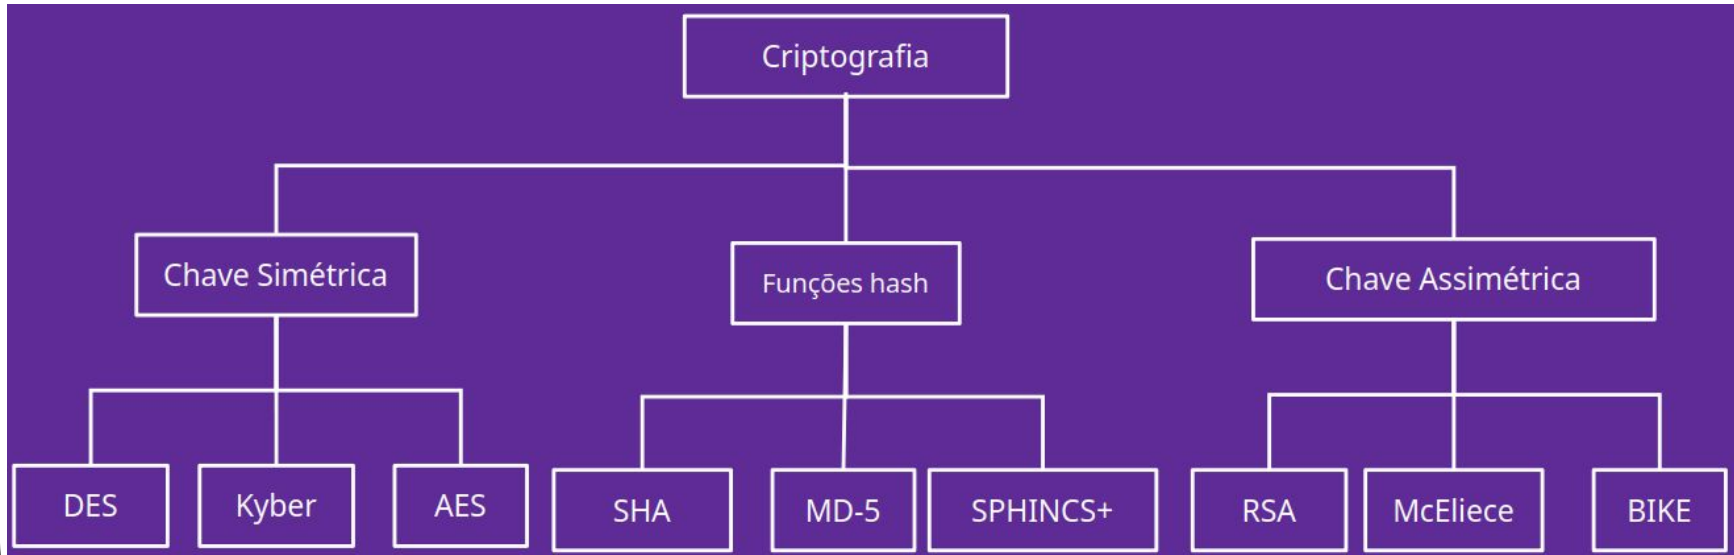 Criptografia
Chave Simétrica
Funções hash
Chave Assimétrica
DES
Kyber
AES
SHA
MD-5
SPHINCS+
RSA
McEliece
BIKE